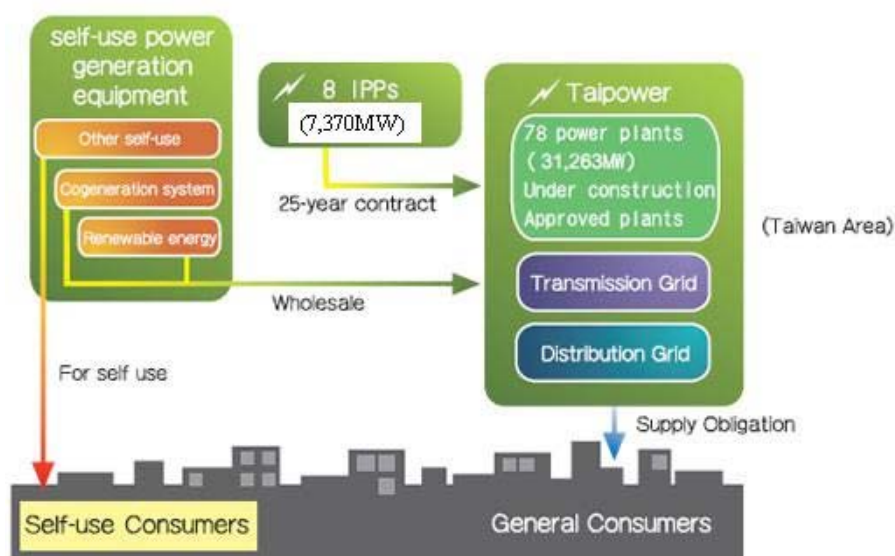 self-use power
generation
equipment
Other self-use
Cogeneration system
Renewable energy
8 IPPs
(7,370MW)
25-year contract
Wholesale
Taipower
78 power plants
(31,263MW)
Under construction
Approved plants
Transmission Grid
Distribution Grid
(Taiwan Area)
For self use
Supply Obligation
Self-use Consumers
General Consumers